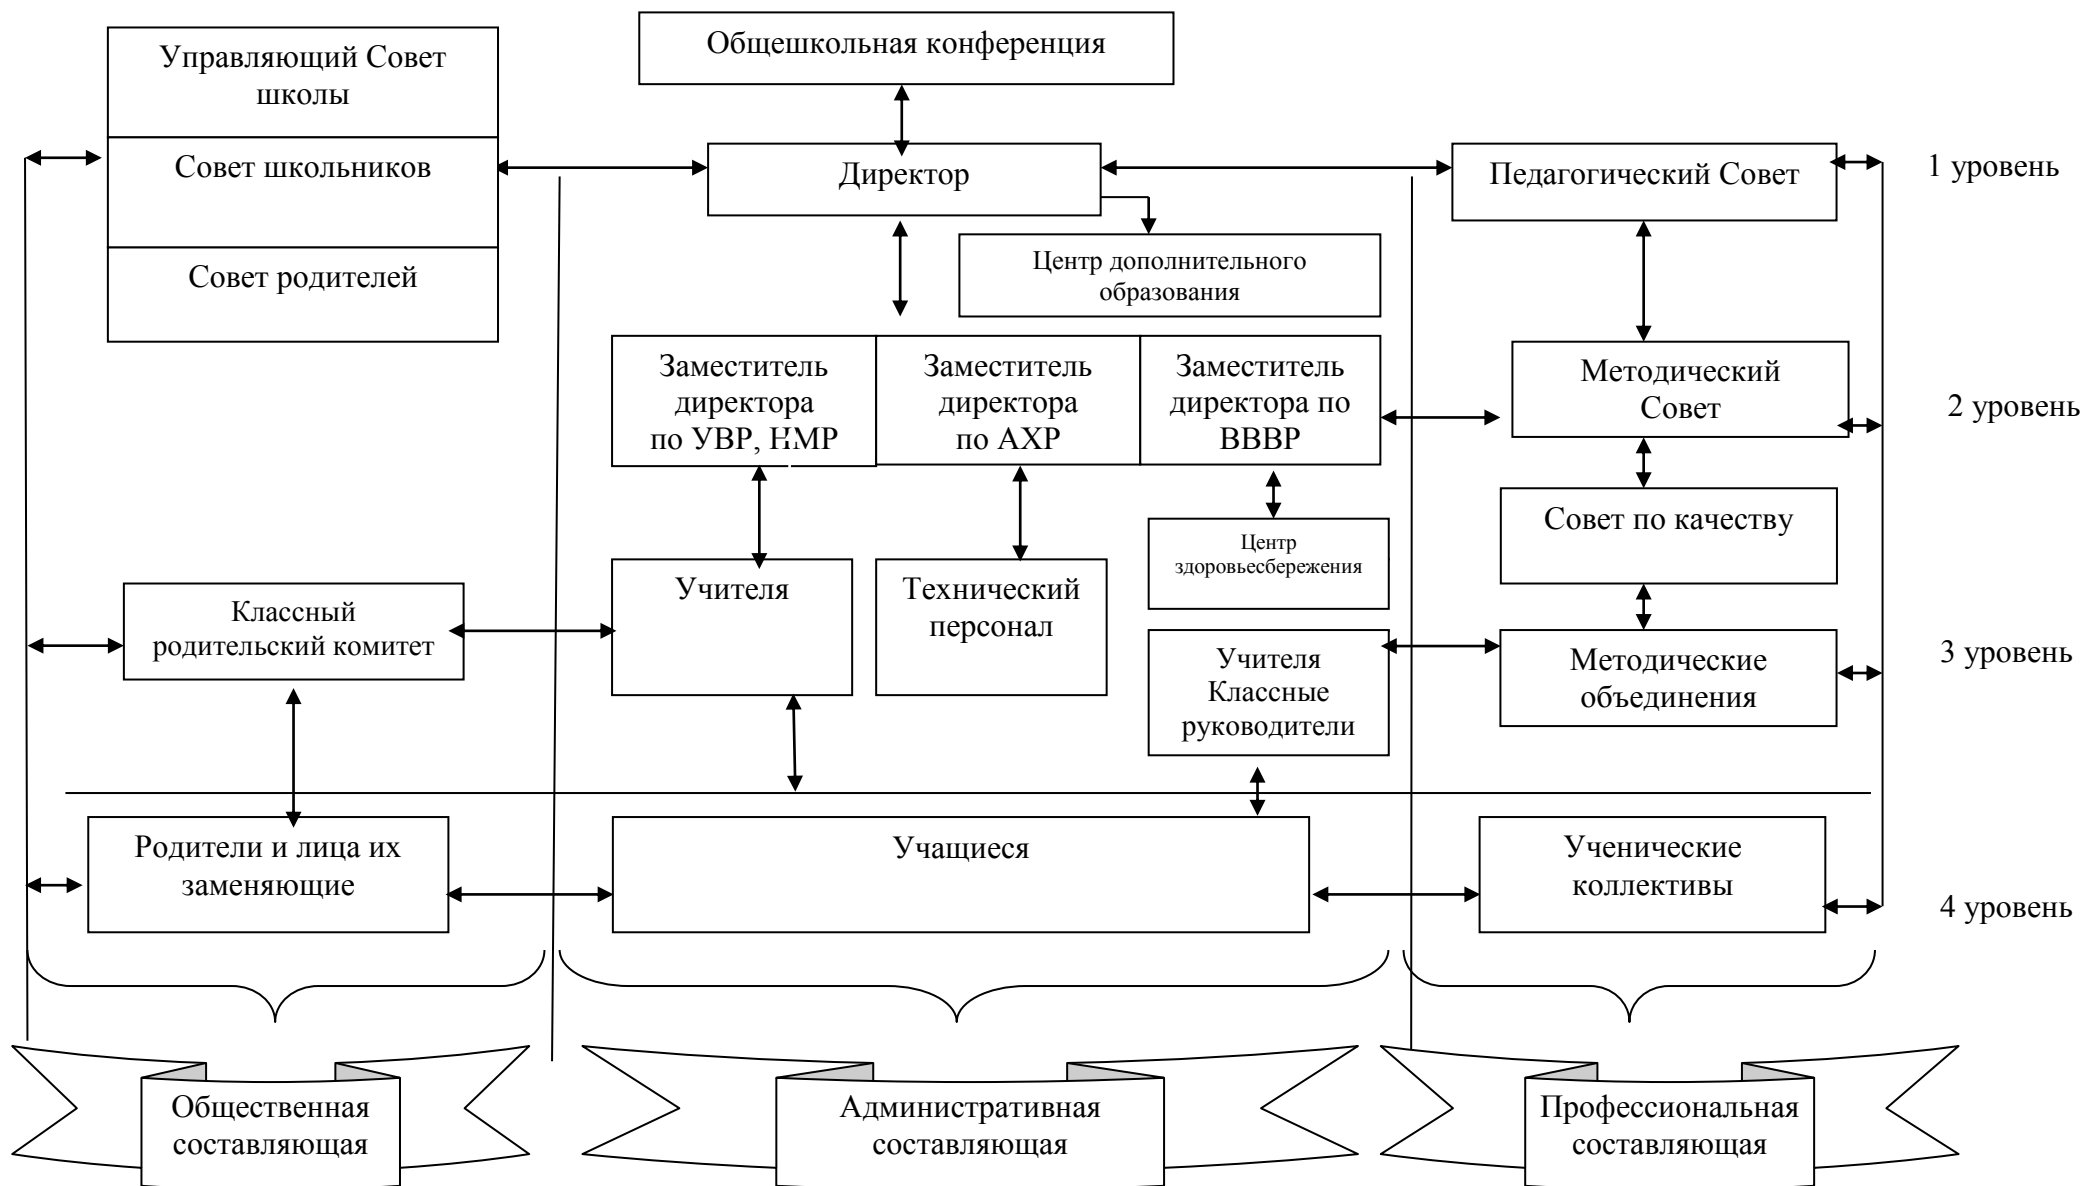 Общешкольная конференция
Управляющий Совет
школы
Совет школьников
Совет родителей
Директор
Педагогический Совет
1 уровень
Центр дополнительного
образования
Заместитель
директора
по УВР, НМР
Заместитель
директора
по АХР
Заместитель
директора по
ВВВР
Методический
Совет
2 уровень
Совет по качеству
Центр
здоровьесбережения
Классный
родительский комитет
Учителя
Технический
персонал
Учителя
Классные
руководители
Методические
объединения
3 уровень
Родители и лица их
заменяющие
Учащиеся
Ученические
коллективы
4 уровень
Общественная
составляющая
Административная
составляющая
Профессиональная
составляющая